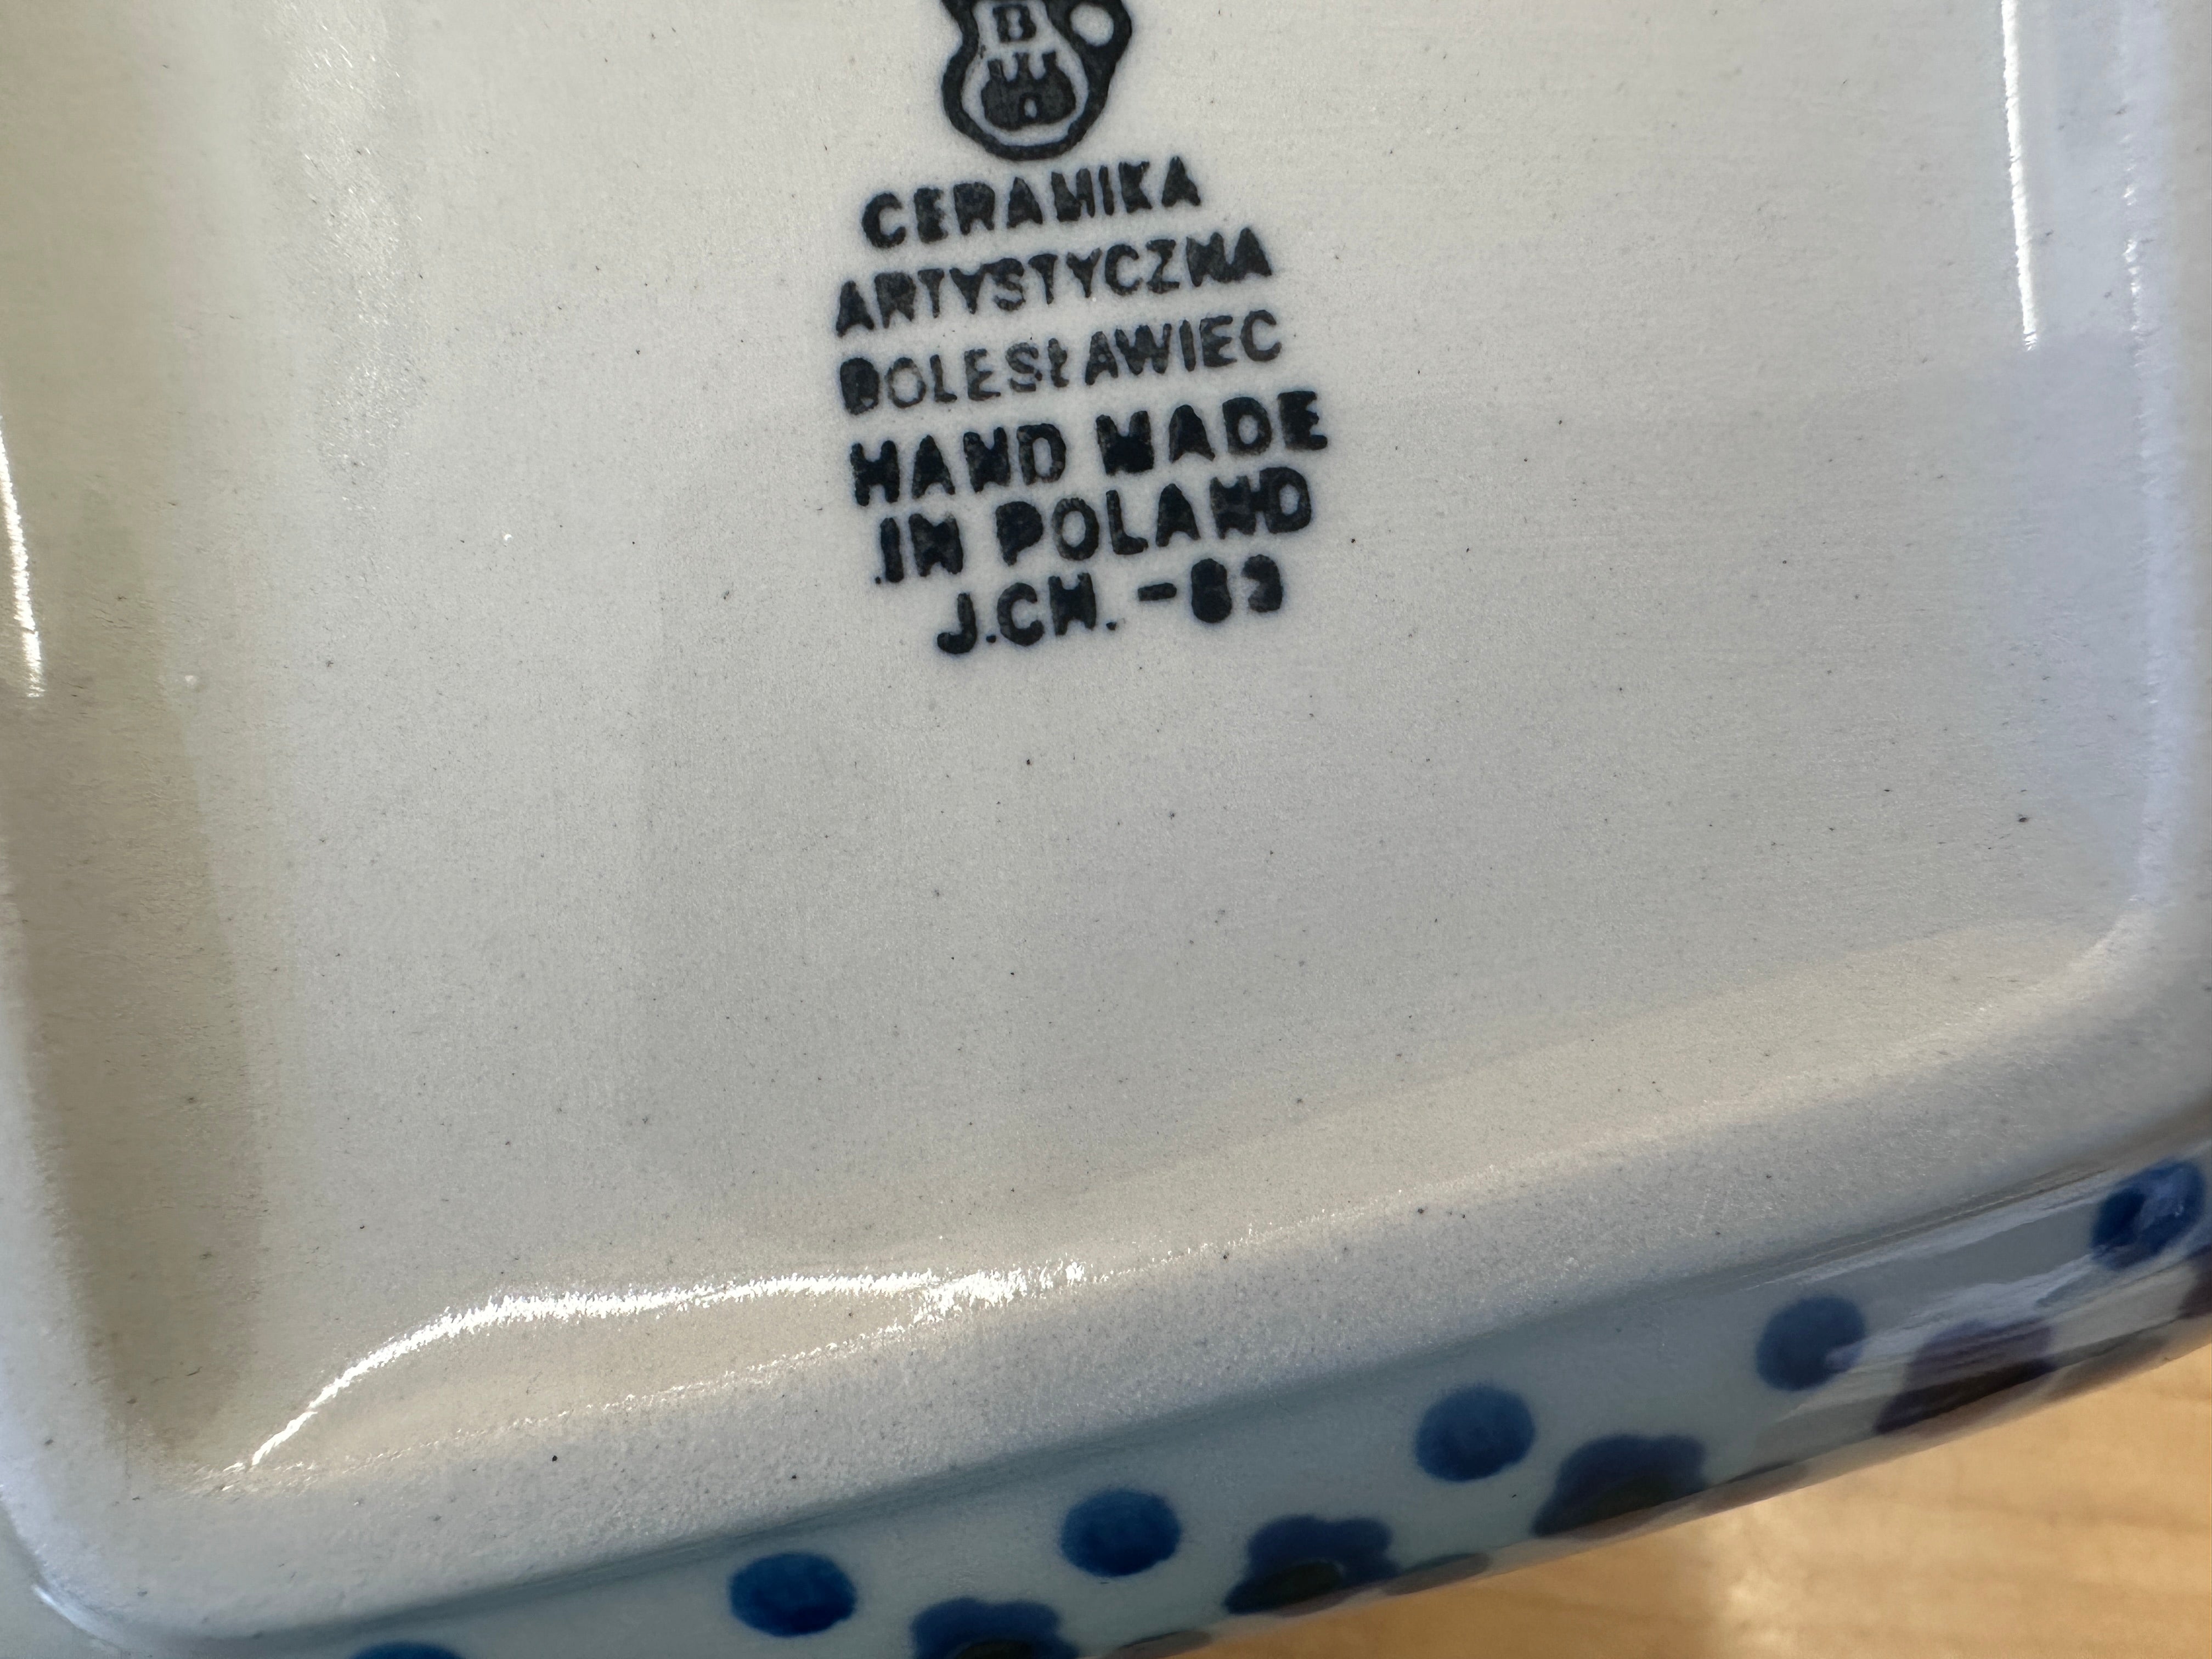 B
CERAMIKA
ARTYSTYCZNA
BOLESŁAWIEC
HAND MADE
IN POLAND
J.CH. -83